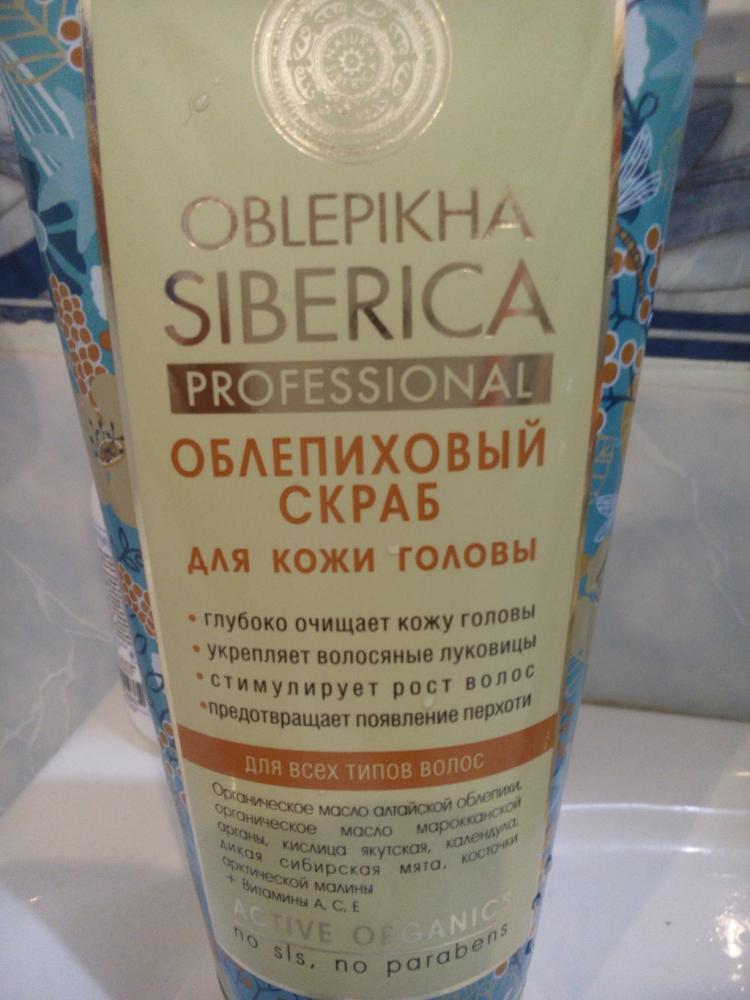 NATURA
SIBERICA
OBLEPIKHA
SIBERICA
PROFESSIONAL
ОБЛЕПИХОВЫЙ
СКРАБ
ДЛЯ КОЖИ ГОЛОВЫ
• глубоко очищает кожу головы
• укрепляет волосяные луковицы
• стимулирует рост волос
• предотвращает появление перхоти
ДЛЯ ВСЕХ ТИПОВ ВОЛОС
Органическое масло алтайской облепихи,
органическое масло марокканской
арганы, кислица якутская, календула,
дикая сибирская мята, косточки
арктической малины
+ Витамины А, С, Е
ACTIVE ORGANICS
no sls, no parabens